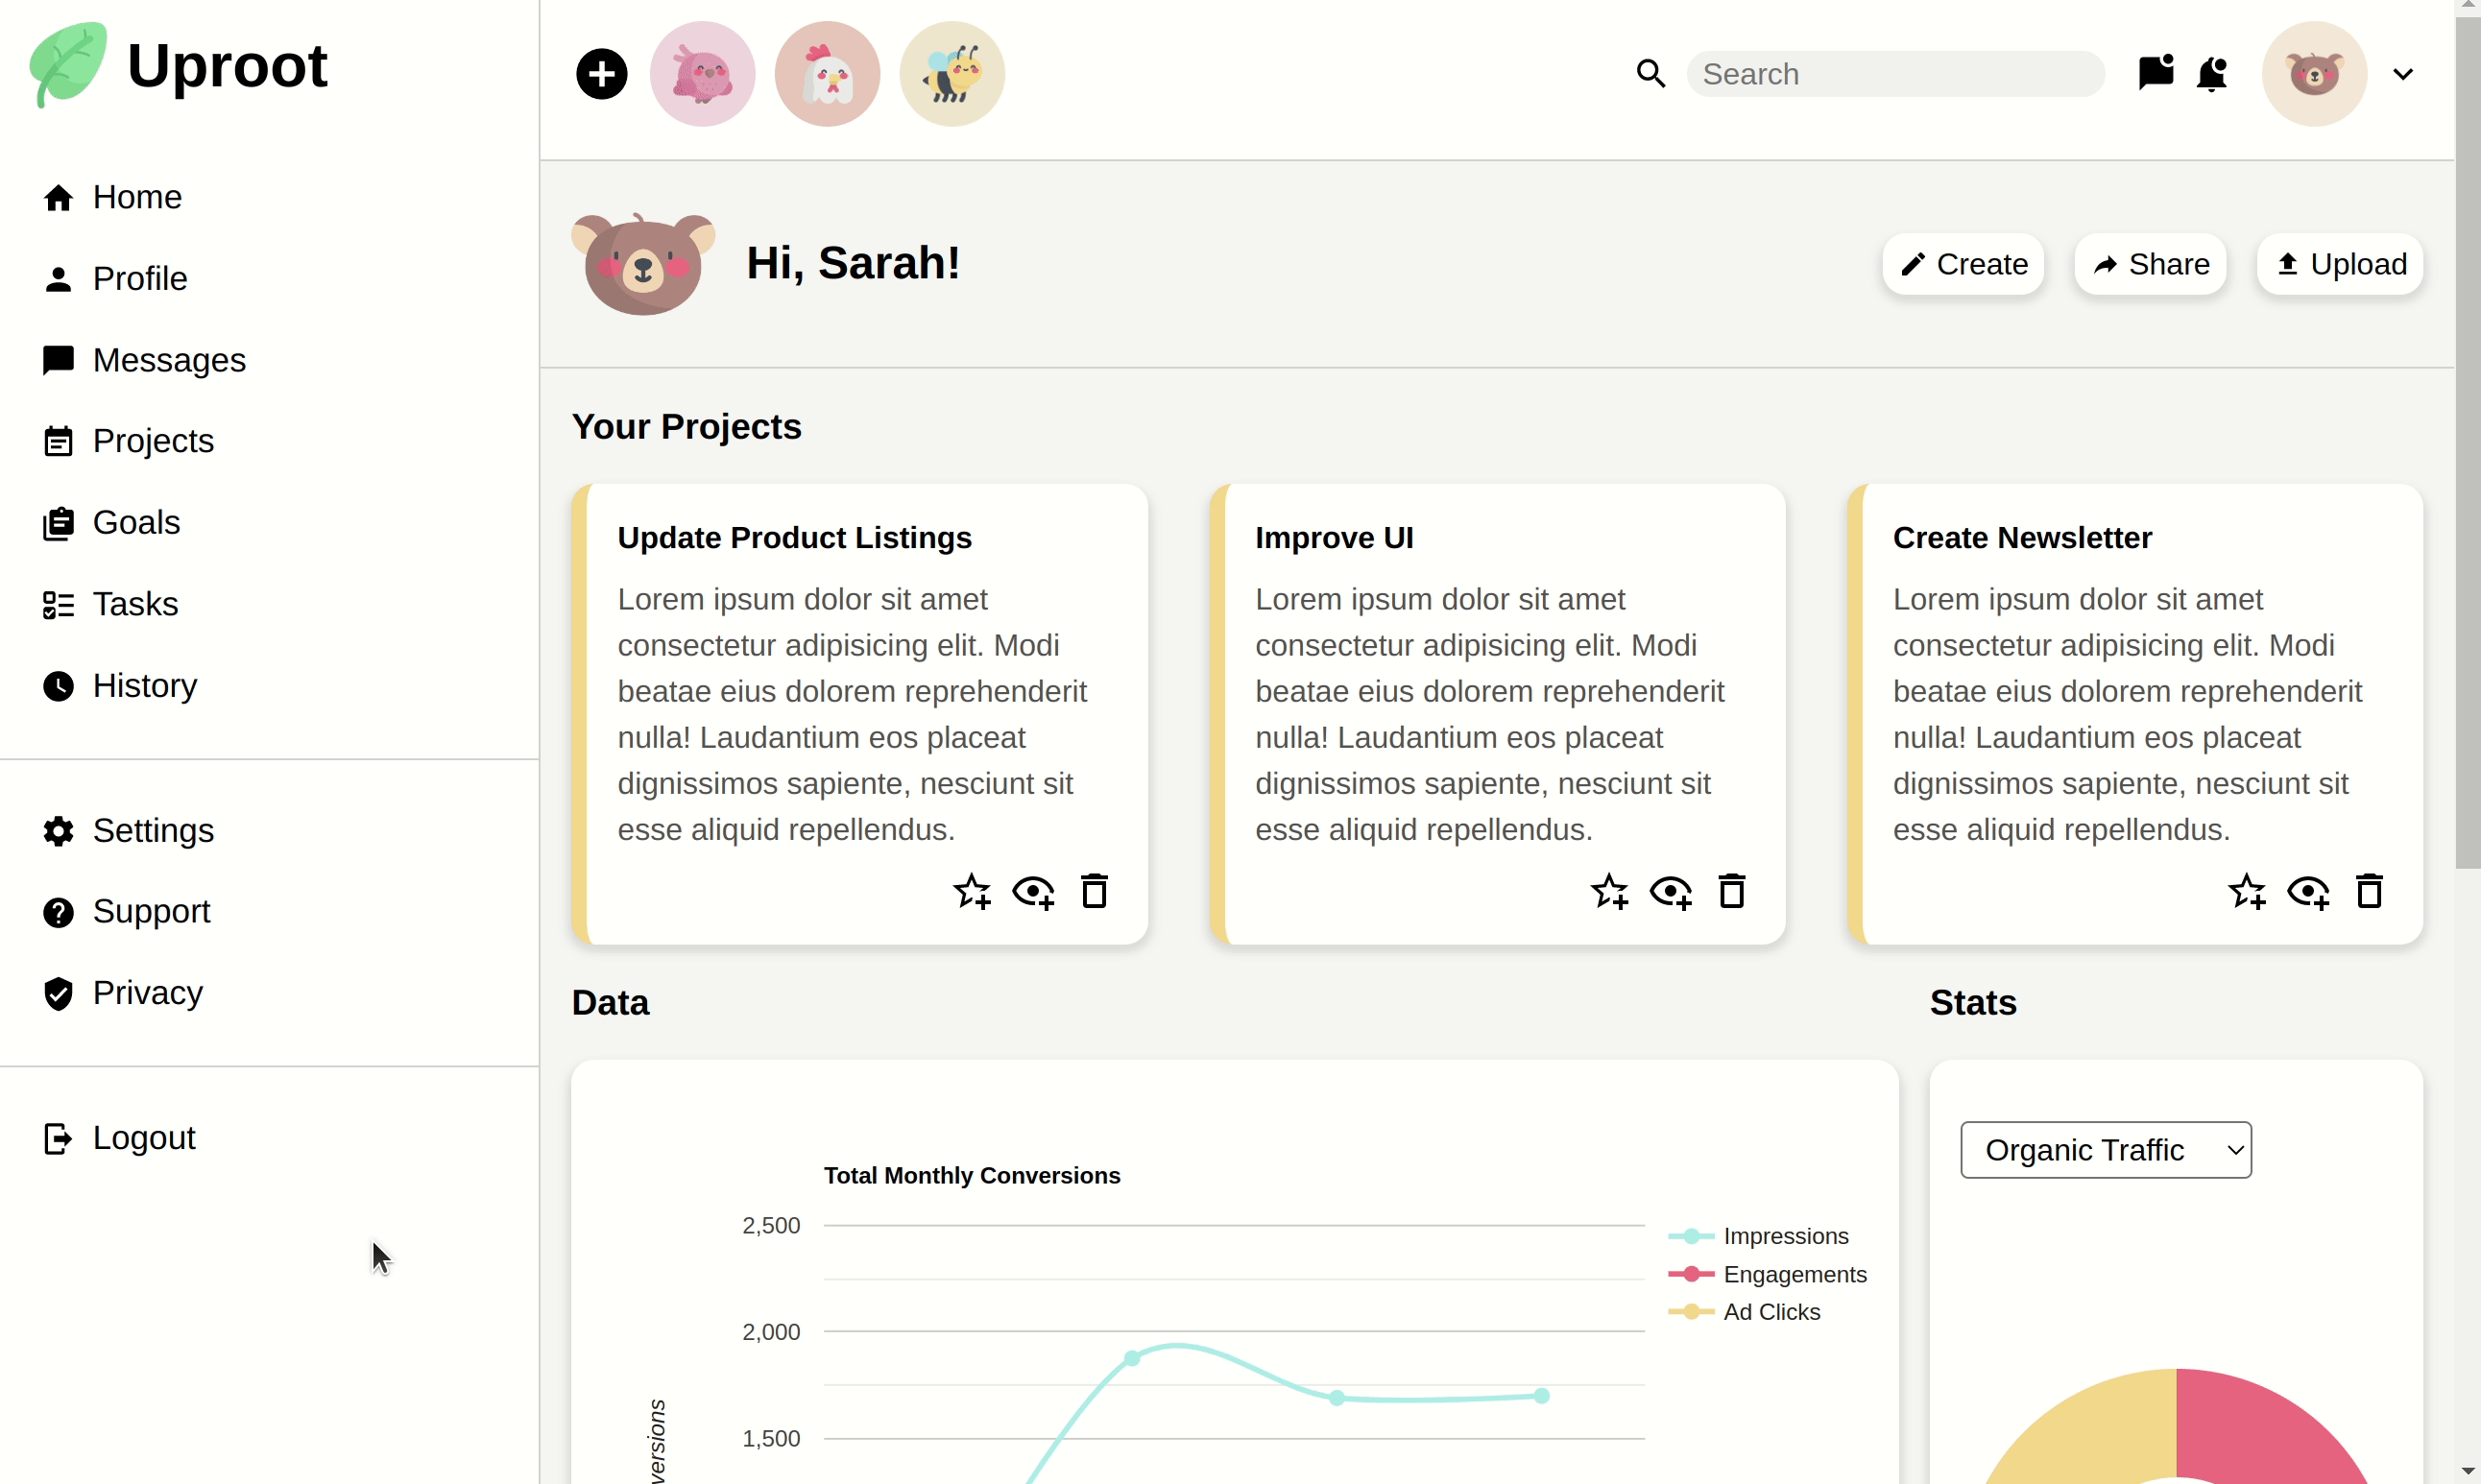 Uproot
Home
Profile
Messages
Projects
Goals
Tasks
History
Settings
Support
Privacy
Logout
Search
Hi, Sarah!
Create
Share
Upload
Your Projects
Update Product Listings
Lorem ipsum dolor sit amet
consectetur adipisicing elit. Modi
beatae eius dolorem reprehenderit
nulla! Laudantium eos placeat
dignissimos sapiente, nesciunt sit
esse aliquid repellendus.
Improve UI
Lorem ipsum dolor sit amet
consectetur adipisicing elit. Modi
beatae eius dolorem reprehenderit
nulla! Laudantium eos placeat
dignissimos sapiente, nesciunt sit
esse aliquid repellendus.
Create Newsletter
Lorem ipsum dolor sit amet
consectetur adipisicing elit. Modi
beatae eius dolorem reprehenderit
nulla! Laudantium eos placeat
dignissimos sapiente, nesciunt sit
esse aliquid repellendus.
Data
Total Monthly Conversions
2,500
2,000
1,500
versions
Impressions
Engagements
Ad Clicks
Stats
Organic Traffic